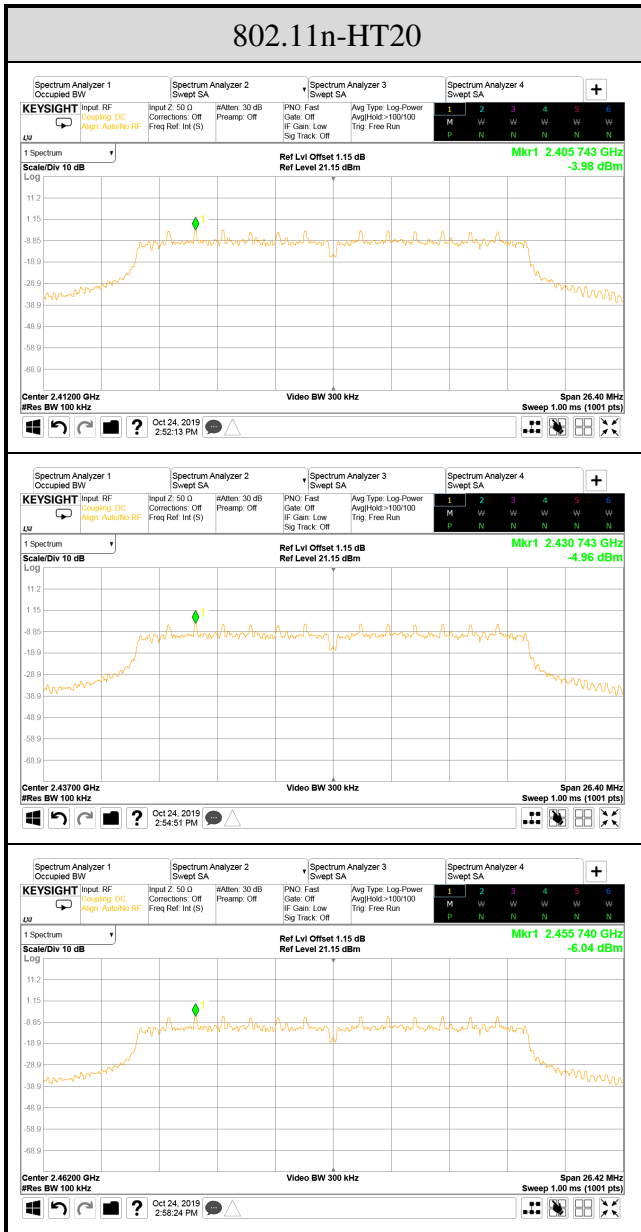 802.11n-HT20
Spectrum Analyzer 1
Occupied BW
Spectrum Analyzer 2
Swept SA
Spectrum Analyzer 3
Swept SA
Spectrum Analyzer 4
Swept SA
+
KEYSIGHT
LXI
Input: RF
Coupling: DC
Align: Auto/No RF
Input Z: 50 Ω
Corrections: Off
Freq Ref: Int (S)
#Atten: 30 dB
Preamp: Off
PNO: Fast
Gate: Off
IF Gain: Low
Sig Track: Off
Avg Type: Log-Power
Avg|Hold:>100/100
Trig: Free Run
1 2 3 4 5 6
M W W W W W
P N N N N N
1 Spectrum
Scale/Div 10 dB
Log
Ref Lvl Offset 1.15 dB
Ref Level 21.15 dBm
Mkr1 2.405 743 GHz
-3.98 dBm
11.2
1.15
-8.85
-18.9
-28.9
-38.9
-48.9
-58.9
-68.9
1
Center 2.41200 GHz
#Res BW 100 kHz
Video BW 300 kHz
Span 26.40 MHz
Sweep 1.00 ms (1001 pts)
?
Oct 24, 2019
2:52:13 PM
Spectrum Analyzer 1
Occupied BW
Spectrum Analyzer 2
Swept SA
Spectrum Analyzer 3
Swept SA
Spectrum Analyzer 4
Swept SA
+
KEYSIGHT
LXI
Input: RF
Coupling: DC
Align: Auto/No RF
Input Z: 50 Ω
Corrections: Off
Freq Ref: Int (S)
#Atten: 30 dB
Preamp: Off
PNO: Fast
Gate: Off
IF Gain: Low
Sig Track: Off
Avg Type: Log-Power
Avg|Hold:>100/100
Trig: Free Run
1 2 3 4 5 6
M W W W W W
P N N N N N
1 Spectrum
Scale/Div 10 dB
Log
Ref Lvl Offset 1.15 dB
Ref Level 21.15 dBm
Mkr1 2.430 743 GHz
-4.96 dBm
11.2
1.15
-8.85
-18.9
-28.9
-38.9
-48.9
-58.9
-68.9
1
Center 2.43700 GHz
#Res BW 100 kHz
Video BW 300 kHz
Span 26.40 MHz
Sweep 1.00 ms (1001 pts)
?
Oct 24, 2019
2:54:51 PM
Spectrum Analyzer 1
Occupied BW
Spectrum Analyzer 2
Swept SA
Spectrum Analyzer 3
Swept SA
Spectrum Analyzer 4
Swept SA
+
KEYSIGHT
LXI
Input: RF
Coupling: DC
Align: Auto/No RF
Input Z: 50 Ω
Corrections: Off
Freq Ref: Int (S)
#Atten: 30 dB
Preamp: Off
PNO: Fast
Gate: Off
IF Gain: Low
Sig Track: Off
Avg Type: Log-Power
Avg|Hold:>100/100
Trig: Free Run
1 2 3 4 5 6
M W W W W W
P N N N N N
1 Spectrum
Scale/Div 10 dB
Log
Ref Lvl Offset 1.15 dB
Ref Level 21.15 dBm
Mkr1 2.455 740 GHz
-6.04 dBm
11.2
1.15
-8.85
-18.9
-28.9
-38.9
-48.9
-58.9
-68.9
1
Center 2.46200 GHz
#Res BW 100 kHz
Video BW 300 kHz
Span 26.42 MHz
Sweep 1.00 ms (1001 pts)
?
Oct 24, 2019
2:58:24 PM